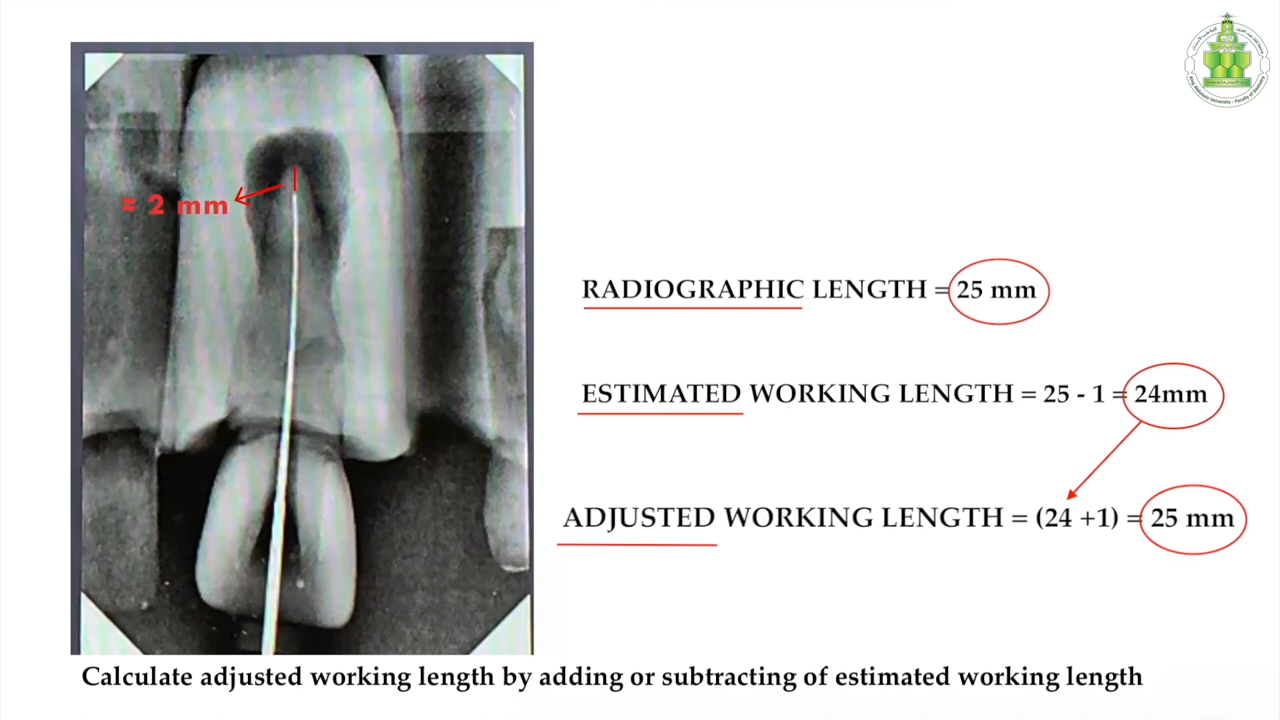 ≈ 2 mm
RADIOGRAPHIC LENGTH = 25 mm
ESTIMATED WORKING LENGTH = 25 - 1 = 24mm
ADJUSTED WORKING LENGTH = (24 +1) = 25 mm
Calculate adjusted working length by adding or subtracting of estimated working length